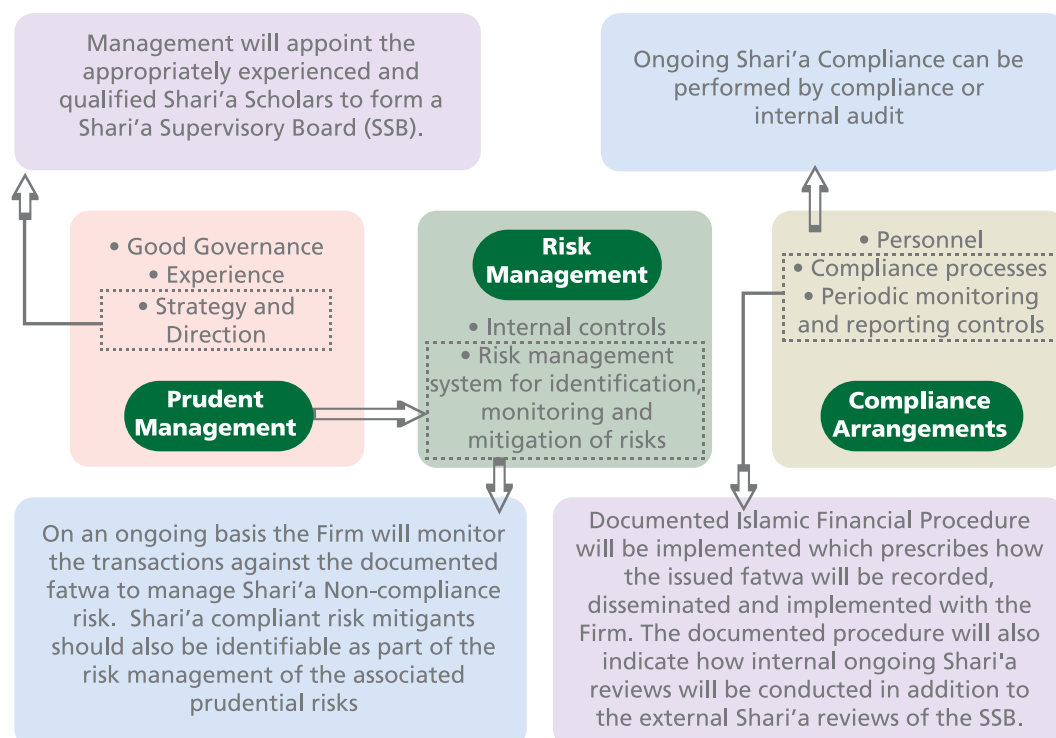 Management will appoint the
appropriately experienced and
qualified Shari’a Scholars to form a
Shari’a Supervisory Board (SSB).
Ongoing Shari’a Compliance can be
performed by compliance or
internal audit
• Good Governance
• Experience
• Strategy and
Direction
Prudent
Management
Risk
Management
• Internal controls
• Risk management
system for identification,
monitoring and
mitigation of risks
• Personnel
• Compliance processes
• Periodic monitoring
and reporting controls
Compliance
Arrangements
On an ongoing basis the Firm will monitor
the transactions against the documented
fatwa to manage Shari’a Non-compliance
risk.  Shari’a compliant risk mitigants
should also be identifiable as part of the
risk management of the associated
prudential risks
Documented Islamic Financial Procedure
will be implemented which prescribes how
the issued fatwa will be recorded,
disseminated and implemented with the
Firm. The documented procedure will also
indicate how internal ongoing Shari'a
reviews will be conducted in addition to
the external Shari’a reviews of the SSB.